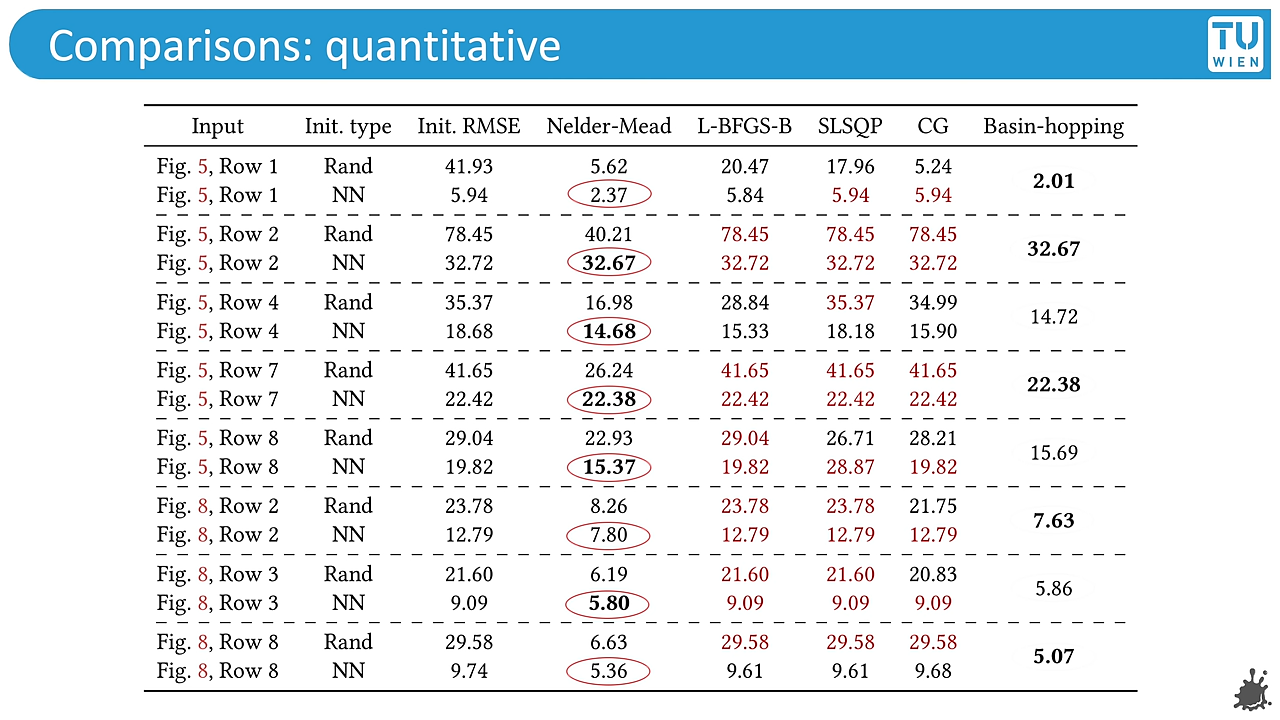 Comparisons: quantitative
TU
WIEN
Input Init. type Init. RMSE Nelder-Mead L-BFGS-B SLSQP CG Basin-hopping
Fig. 5, Row 1 Rand 41.93 5.62 20.47 17.96 5.24
2.01
Fig. 5, Row 1 NN 5.94 2.37 5.84 5.94 5.94
Fig. 5, Row 2 Rand 78.45 40.21 78.45 78.45 78.45
32.67
Fig. 5, Row 2 NN 32.72 32.67 32.72 32.72 32.72
Fig. 5, Row 4 Rand 35.37 16.98 28.84 35.37 34.99
14.72
Fig. 5, Row 4 NN 18.68 14.68 15.33 18.18 15.90
Fig. 5, Row 7 Rand 41.65 26.24 41.65 41.65 41.65
22.38
Fig. 5, Row 7 NN 22.42 22.38 22.42 22.42 22.42
Fig. 5, Row 8 Rand 29.04 22.93 29.04 26.71 28.21
15.69
Fig. 5, Row 8 NN 19.82 15.37 19.82 28.87 19.82
Fig. 8, Row 2 Rand 23.78 8.26 23.78 23.78 21.75
7.63
Fig. 8, Row 2 NN 12.79 7.80 12.79 12.79 12.79
Fig. 8, Row 3 Rand 21.60 6.19 21.60 21.60 20.83
5.86
Fig. 8, Row 3 NN 9.09 5.80 9.09 9.09 9.09
Fig. 8, Row 8 Rand 29.58 6.63 29.58 29.58 29.58
5.07
Fig. 8, Row 8 NN 9.74 5.36 9.61 9.61 9.68